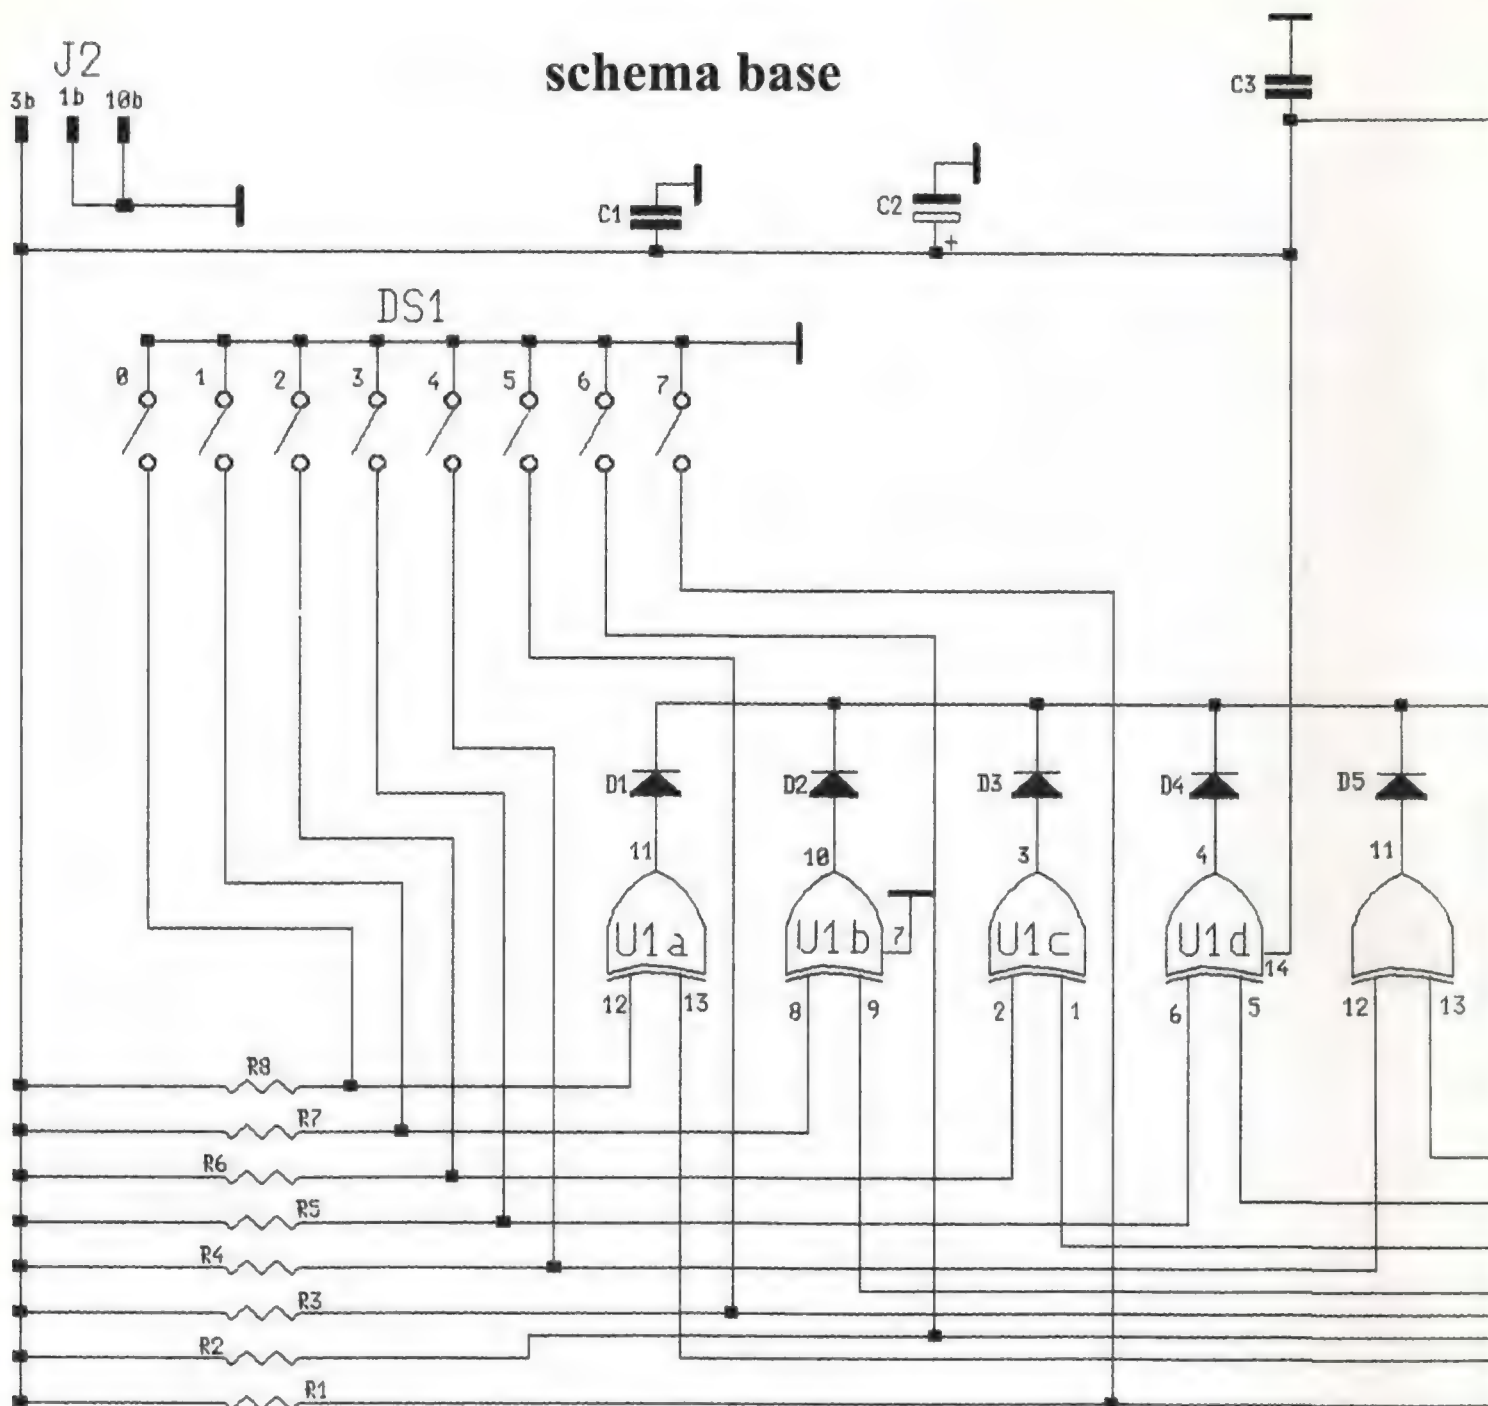 J2
schema base
3b 1b 10b
C3
C1
C2
+
DS1
0 1 2 3 4 5 6 7
D1 D2 D3 D4 D5
11 10 3 4 11
U1a U1b 7 U1c U1d 14
12 13 8 9 2 1 6 5 12 13
R8
R7
R6
R5
R4
R3
R2
R1